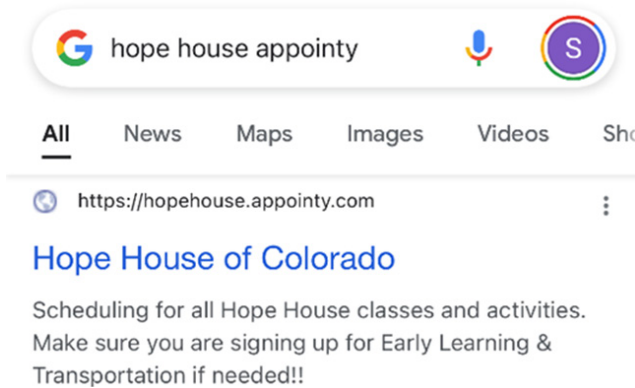 hope house appointy
S
All News Maps Images Videos Sho
https://hopehouse.appointy.com
Hope House of Colorado
Scheduling for all Hope House classes and activities.
Make sure you are signing up for Early Learning &
Transportation if needed!!